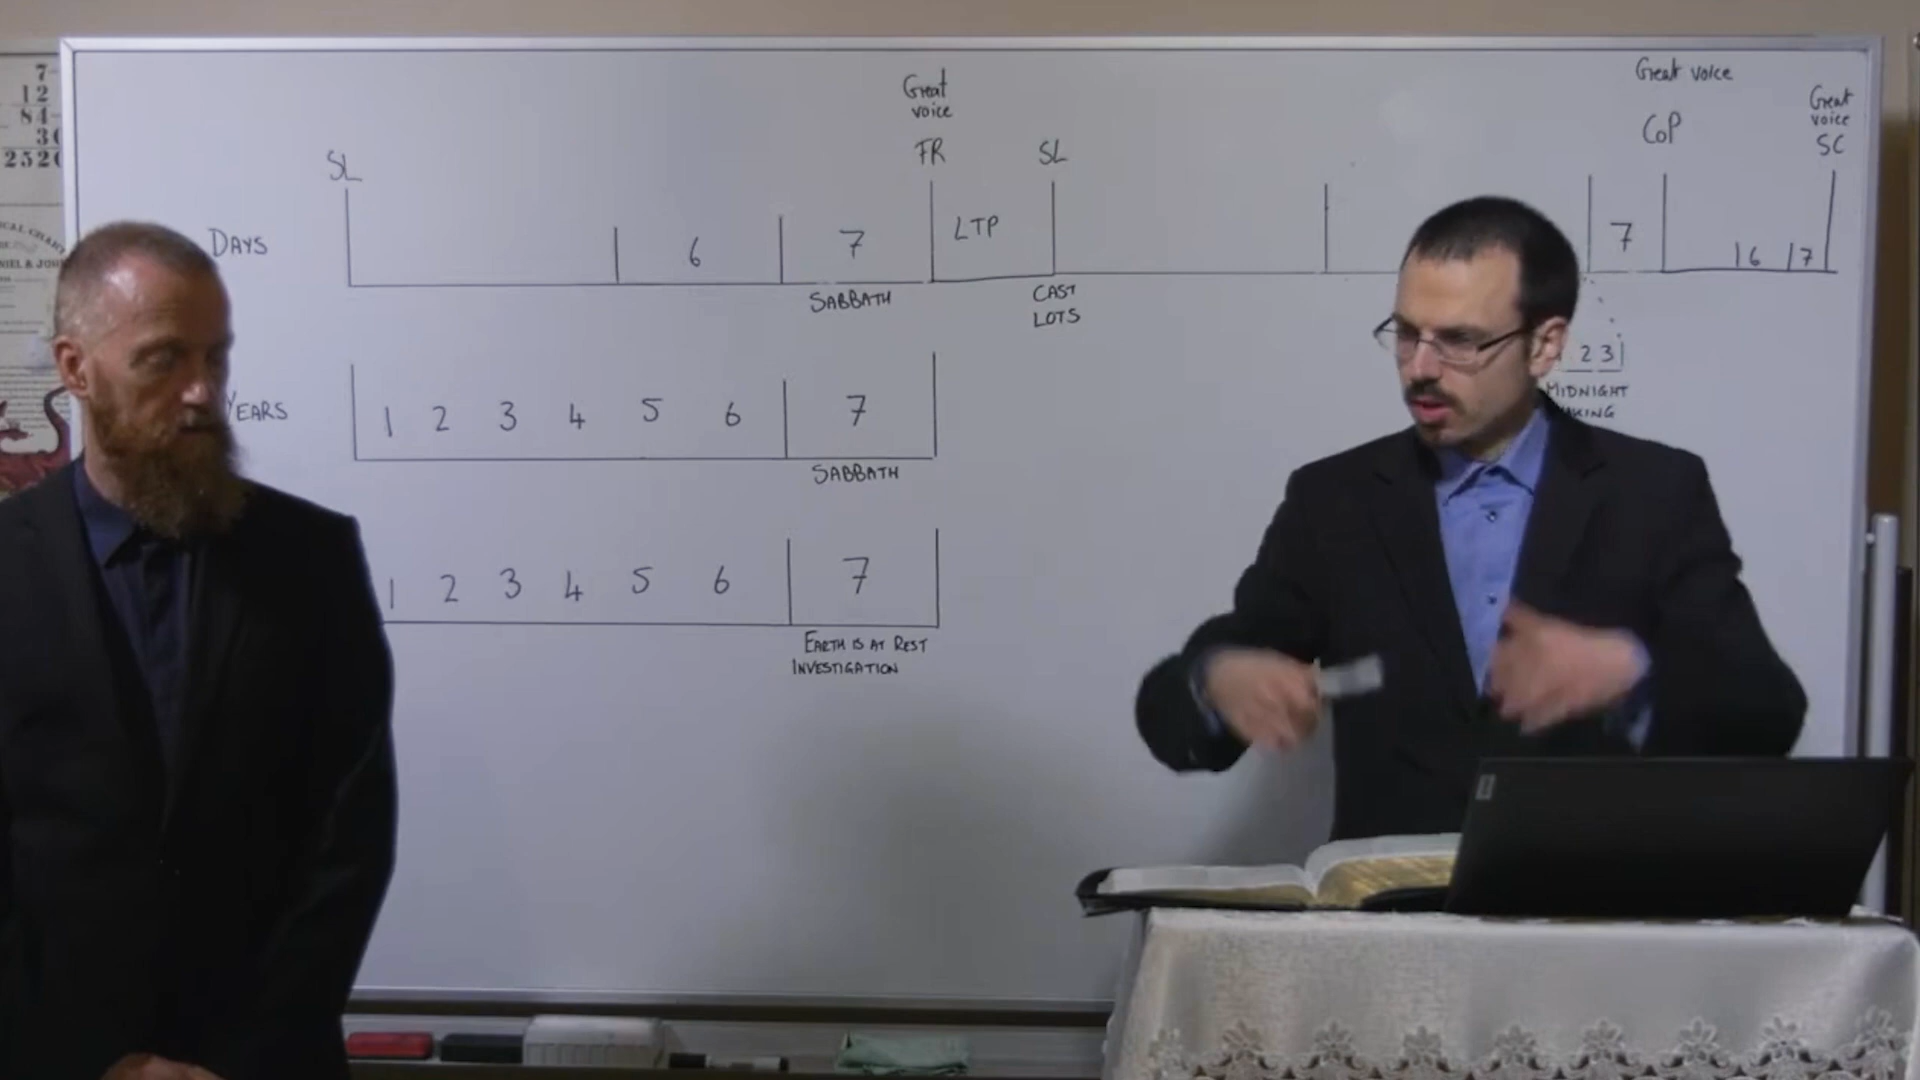 Great
voice
Great voice
Great
voice
SL
FR
SL
CoP
SC
7
12
84
2520
DAYS
6
7
LTP
7
16
17
SABBATH
CAST
LOTS
2 3
MIDNIGHT
YEARS
1 2 3 4 5 6 7
SABBATH
1 2 3 4 5 6 7
EARTH IS AT REST
INVESTIGATION